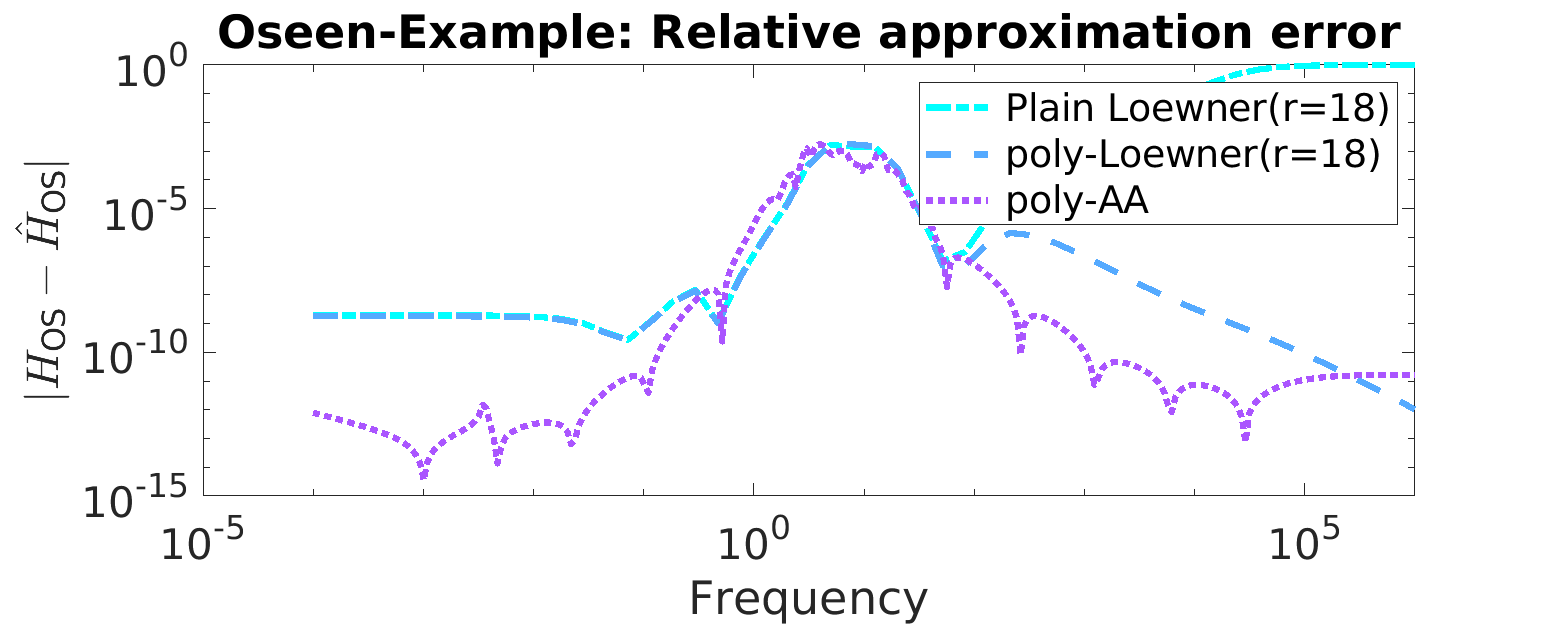 Oseen-Example: Relative approximation error
|H_OS − Ĥ_OS|
10^0
10^-5
10^-10
10^-15
Plain Loewner(r=18)
poly-Loewner(r=18)
poly-AA
10^-5
10^0
10^5
Frequency